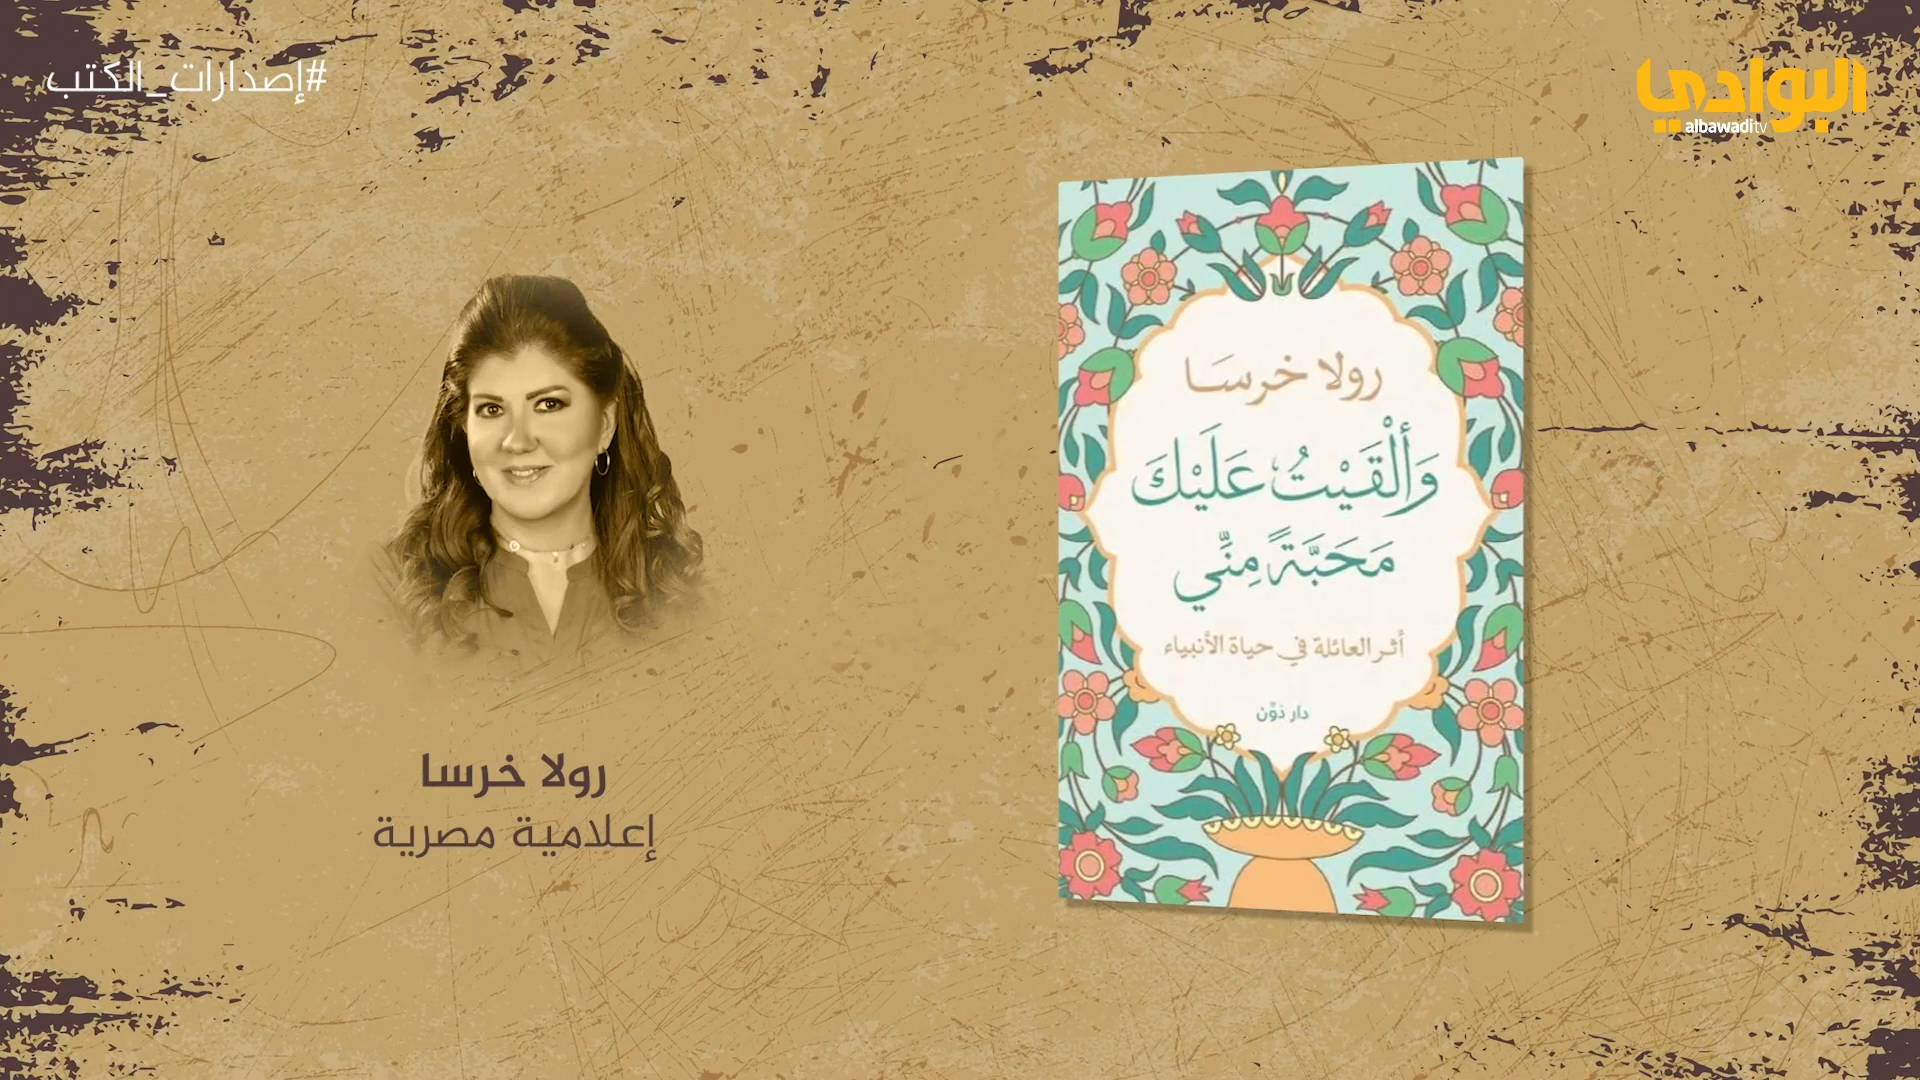 #إصدارات_الكتب
البوادي
albawaditv
رولا خرسا
وَأَلْقَيْتُ عَلَيْكَ
مَحَبَّةً مِنِّي
أثر العائلة في حياة الأنبياء
دار دَوِّن
رولا خرسا
إعلامية مصرية